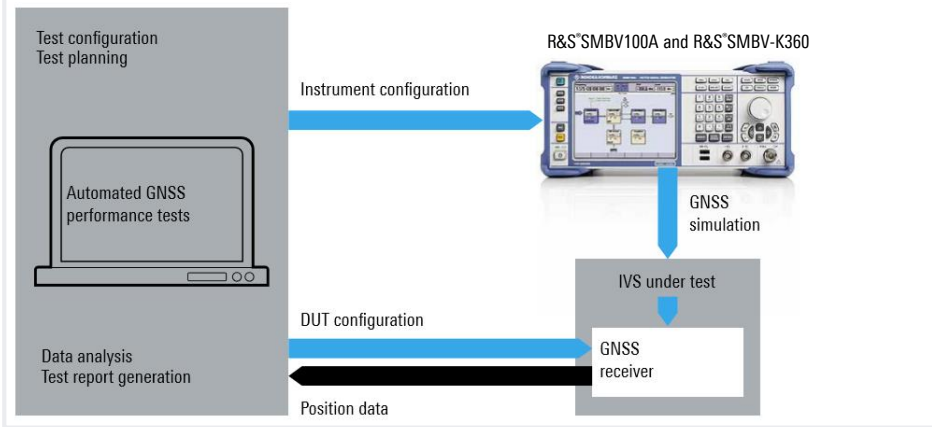 Test configuration
Test planning
R&S®SMBV100A and R&S®SMBV-K360
Instrument configuration
Automated GNSS
performance tests
GNSS
simulation
IVS under test
DUT configuration
GNSS
receiver
Data analysis
Test report generation
Position data